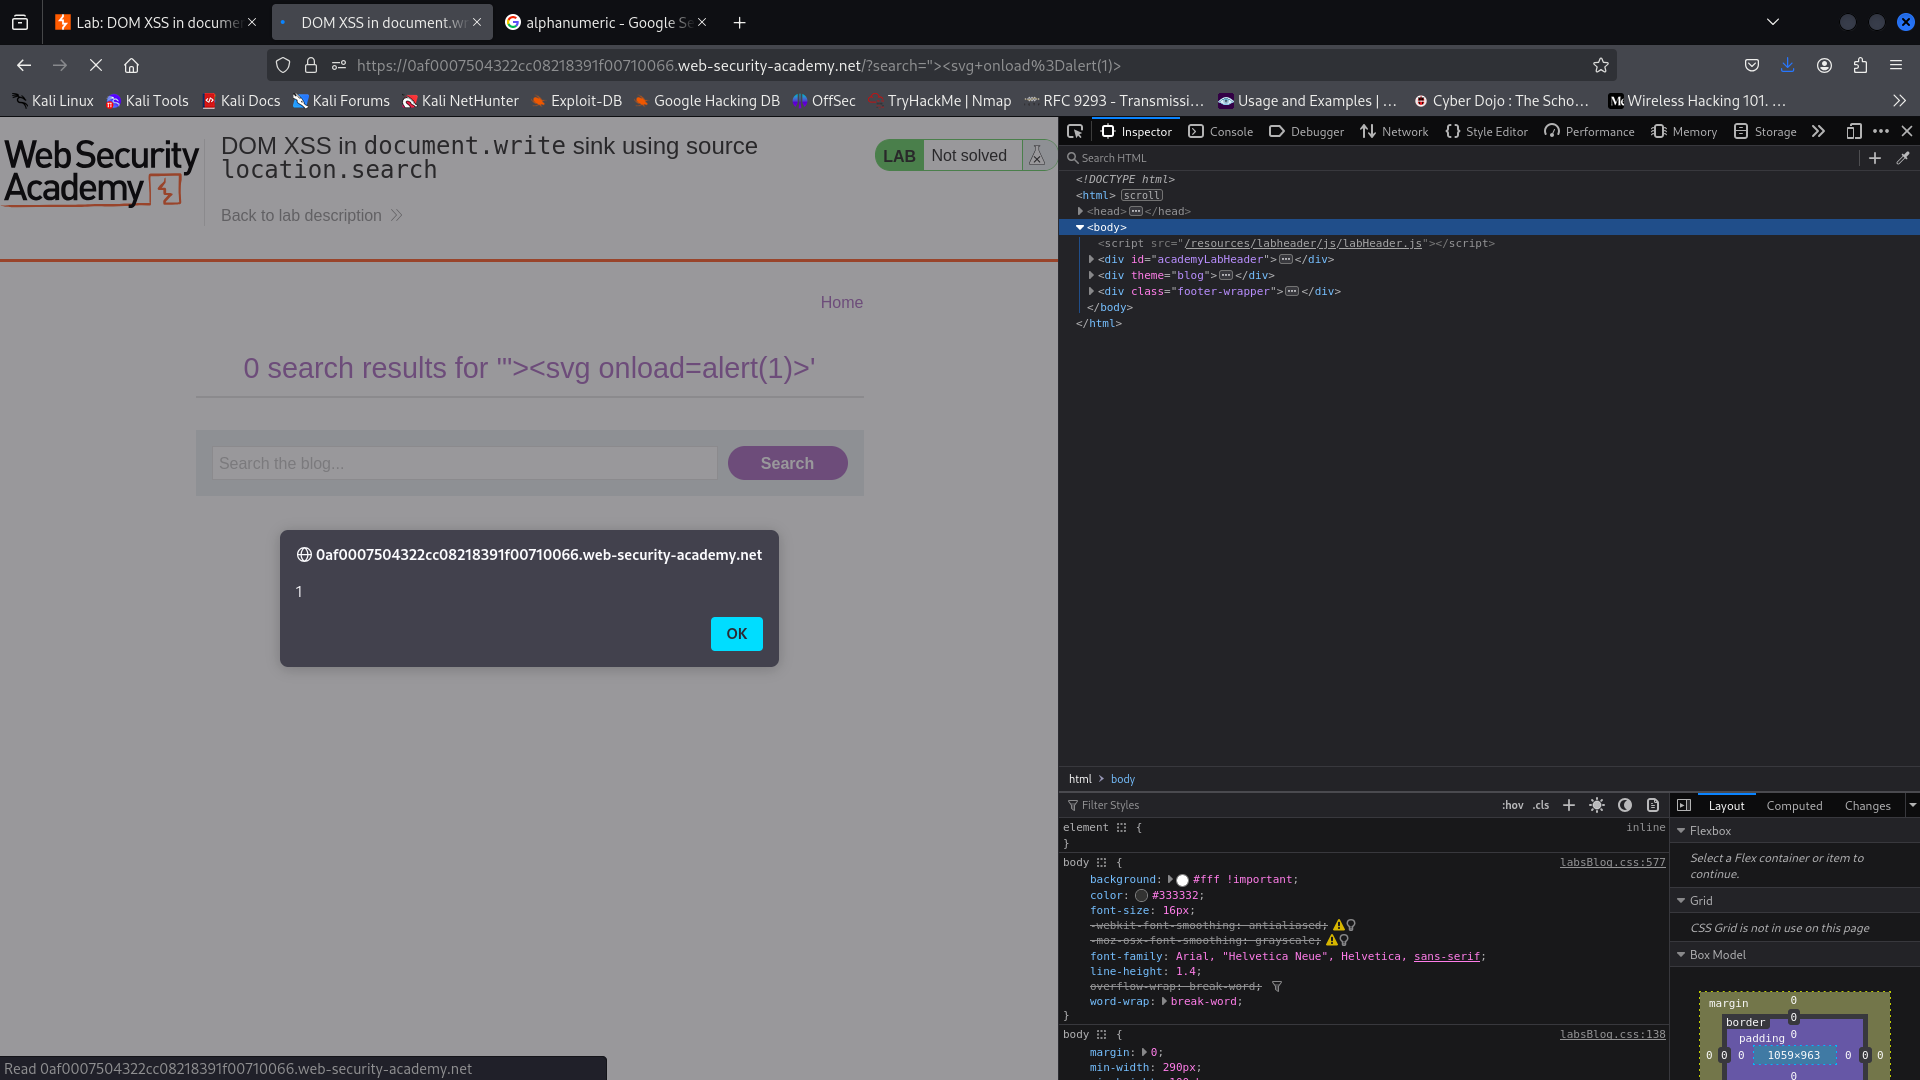 Lab: DOM XSS in docume
DOM XSS in document.wr
alphanumeric - Google Se
https://0af0007504322cc08218391f00710066.web-security-academy.net/?search="><svg+onload%3Dalert(1)>
Kali Linux
Kali Tools
Kali Docs
Kali Forums
Kali NetHunter
Exploit-DB
Google Hacking DB
OffSec
TryHackMe | Nmap
RFC 9293 - Transmissi…
Usage and Examples | …
Cyber Dojo : The Scho…
Wireless Hacking 101. …
Web Security
Academy
DOM XSS in document.write sink using source
location.search
Back to lab description
LAB
Not solved
Home
0 search results for '"><svg onload=alert(1)>'
Search the blog...
Search
0af0007504322cc08218391f00710066.web-security-academy.net
1
OK
Read 0af0007504322cc08218391f00710066.web-security-academy.net
Inspector
Console
Debugger
Network
Style Editor
Performance
Memory
Storage
Search HTML
<!DOCTYPE html>
<html> scroll
<head> ••• </head>
<body>
<script src="/resources/labheader/js/labHeader.js"></script>
<div id="academyLabHeader"> ••• </div>
<div theme="blog"> ••• </div>
<div class="footer-wrapper"> ••• </div>
</body>
</html>
html > body
Filter Styles
:hov .cls
element {
inline
}
body {
labsBlog.css:577
background: #fff !important;
color: #333332;
font-size: 16px;
-webkit-font-smoothing: antialiased;
-moz-osx-font-smoothing: grayscale;
font-family: Arial, "Helvetica Neue", Helvetica, sans-serif;
line-height: 1.4;
overflow-wrap: break-word;
word-wrap: break-word;
}
body {
labsBlog.css:138
margin: 0;
min-width: 290px;
Layout
Computed
Changes
Flexbox
Select a Flex container or item to
continue.
Grid
CSS Grid is not in use on this page
Box Model
margin 0
border 0
padding 0
0 0 0 1059×963 0 0 0
0